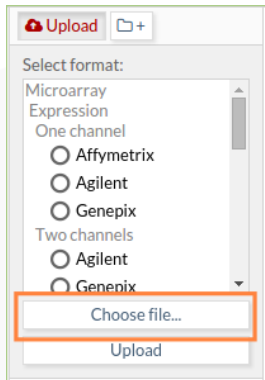 Upload +
Select format:
Microarray
Expression
One channel
Affymetrix
Agilent
Genepix
Two channels
Agilent
Genepix
Choose file...
Upload